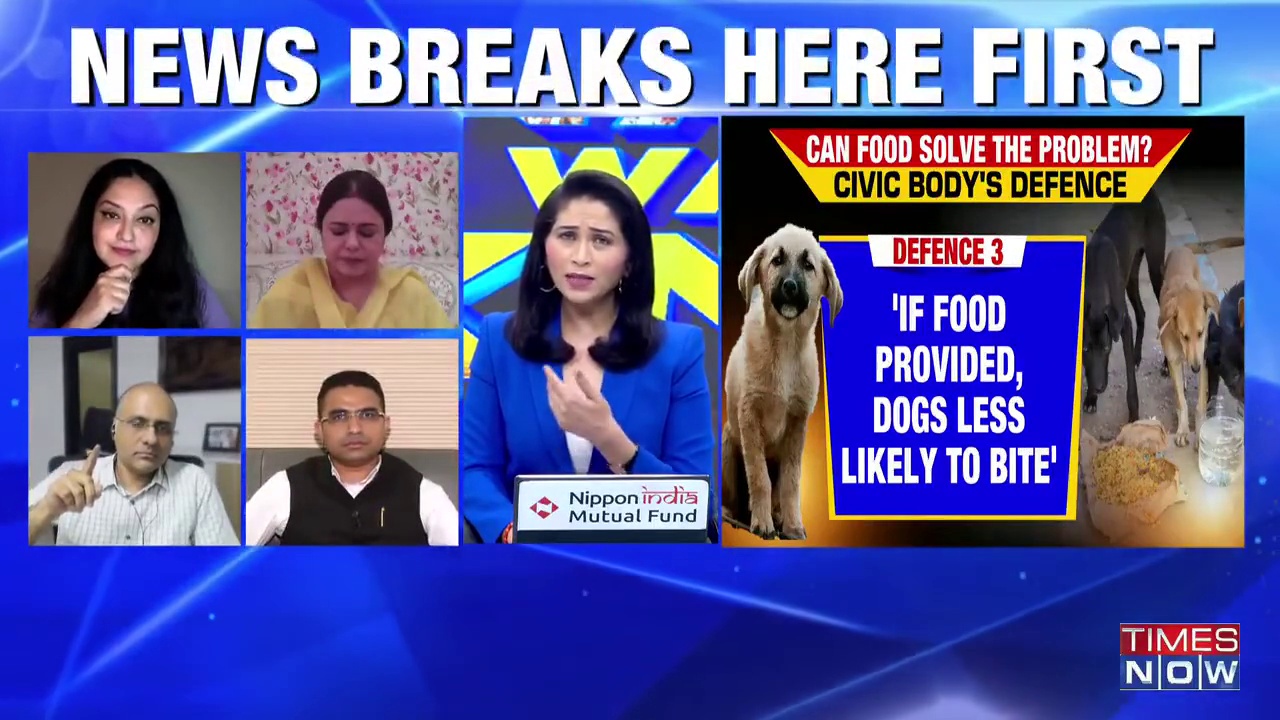 NEWS BREAKS HERE FIRST
CAN FOOD SOLVE THE PROBLEM?
CIVIC BODY'S DEFENCE
DEFENCE 3
'IF FOOD
PROVIDED,
DOGS LESS
LIKELY TO BITE'
Nippon india
Mutual Fund
TIMES
NOW